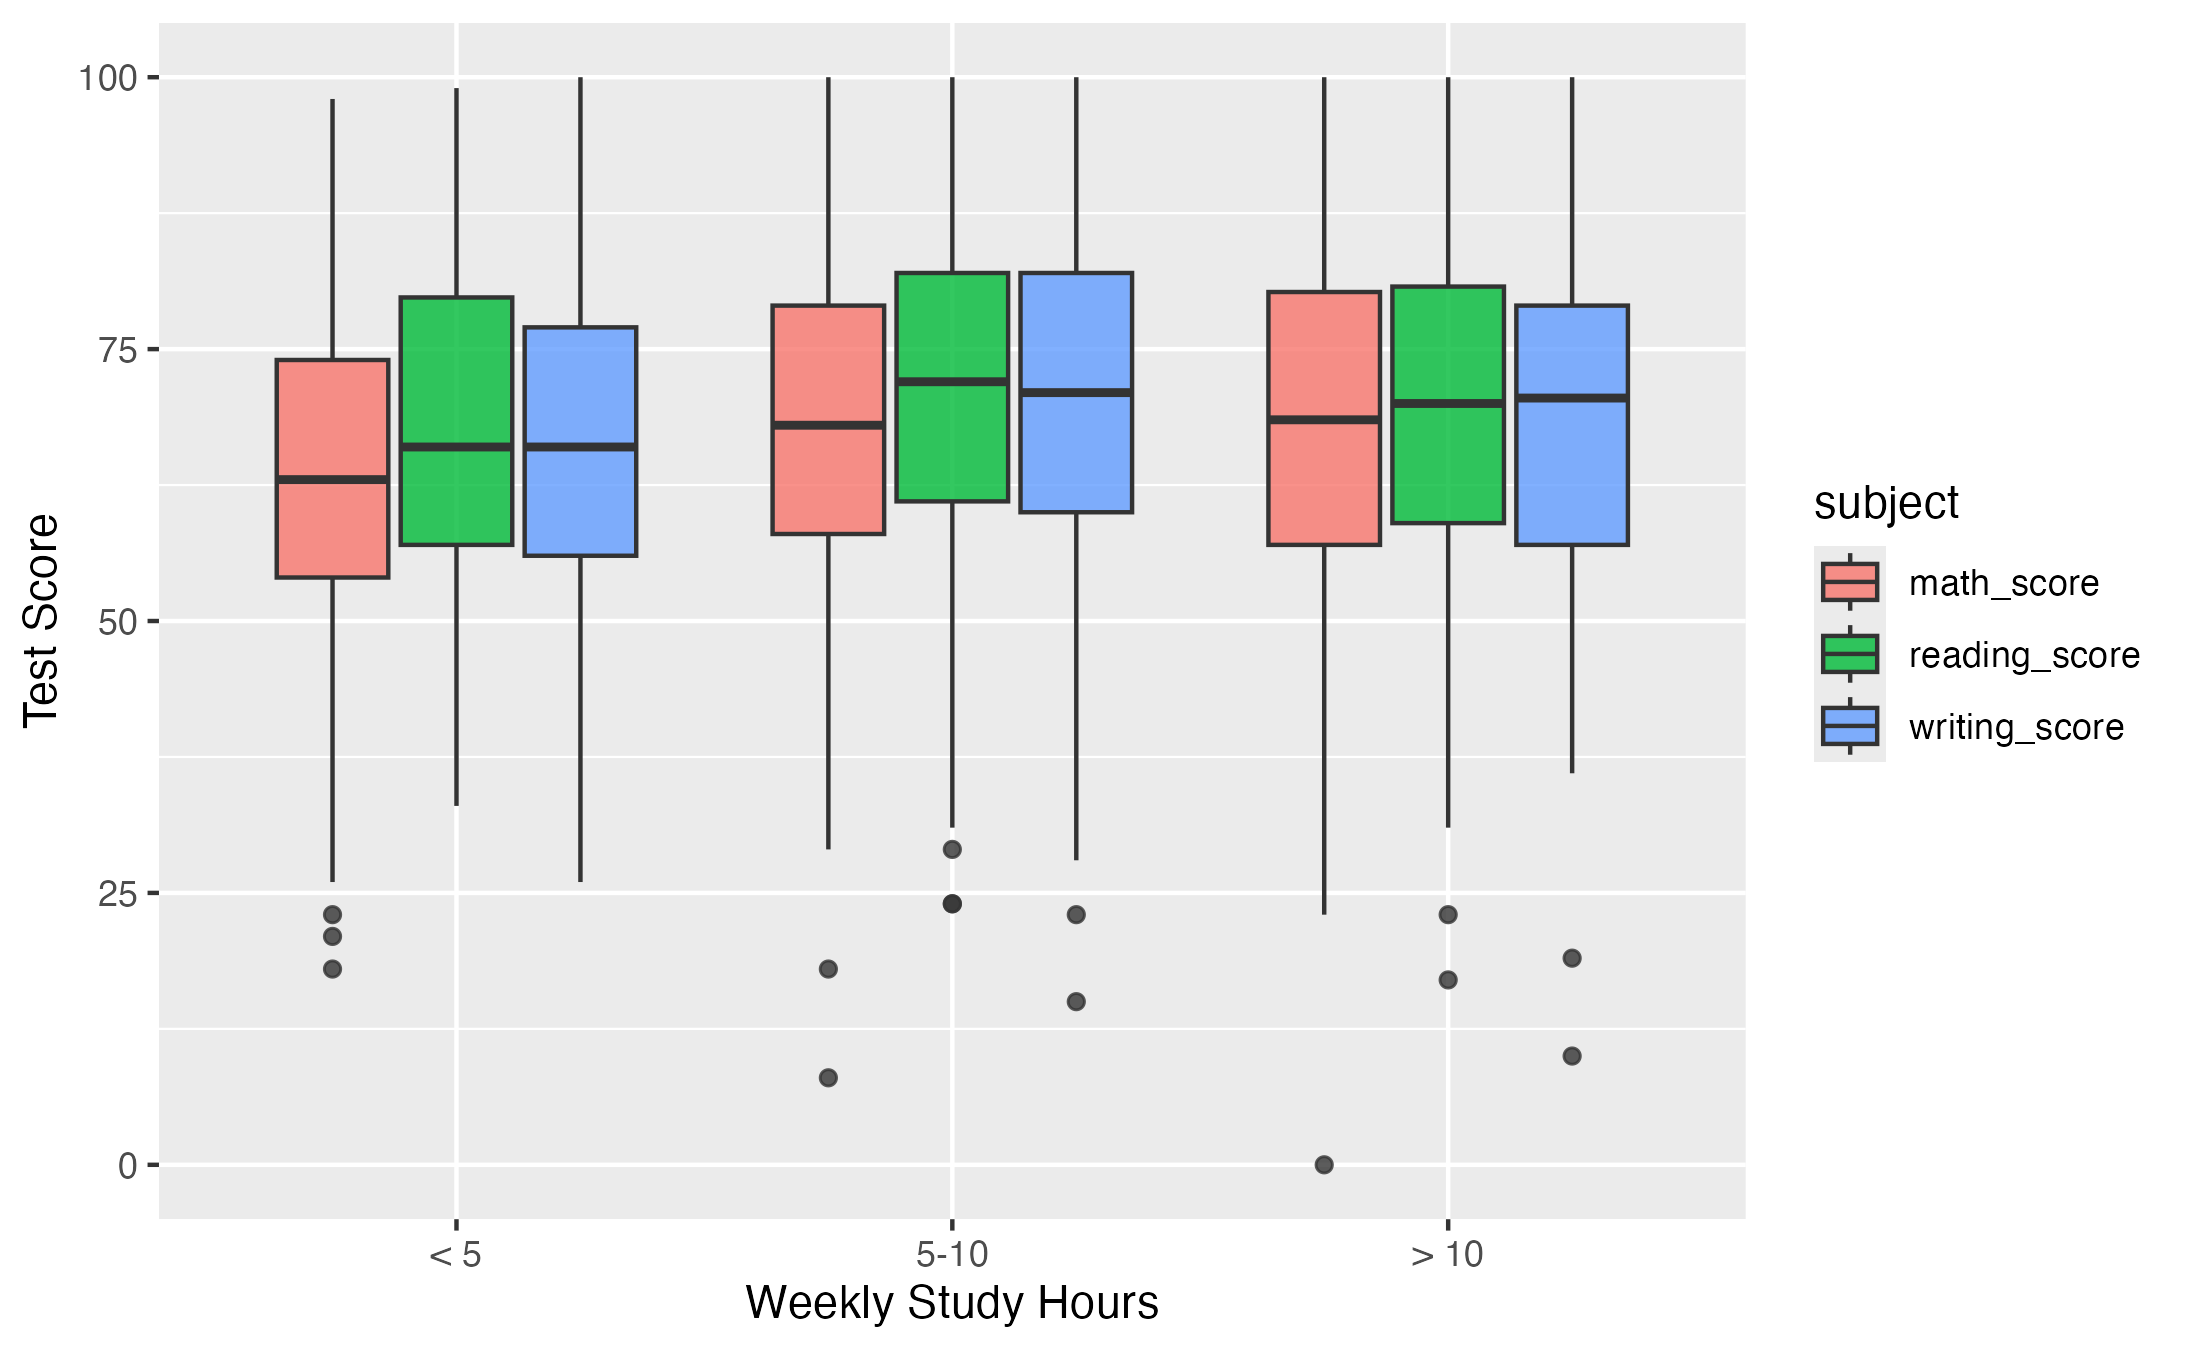 100
75
50
25
0
Test Score
< 5
5-10
> 10
Weekly Study Hours
subject
math_score
reading_score
writing_score